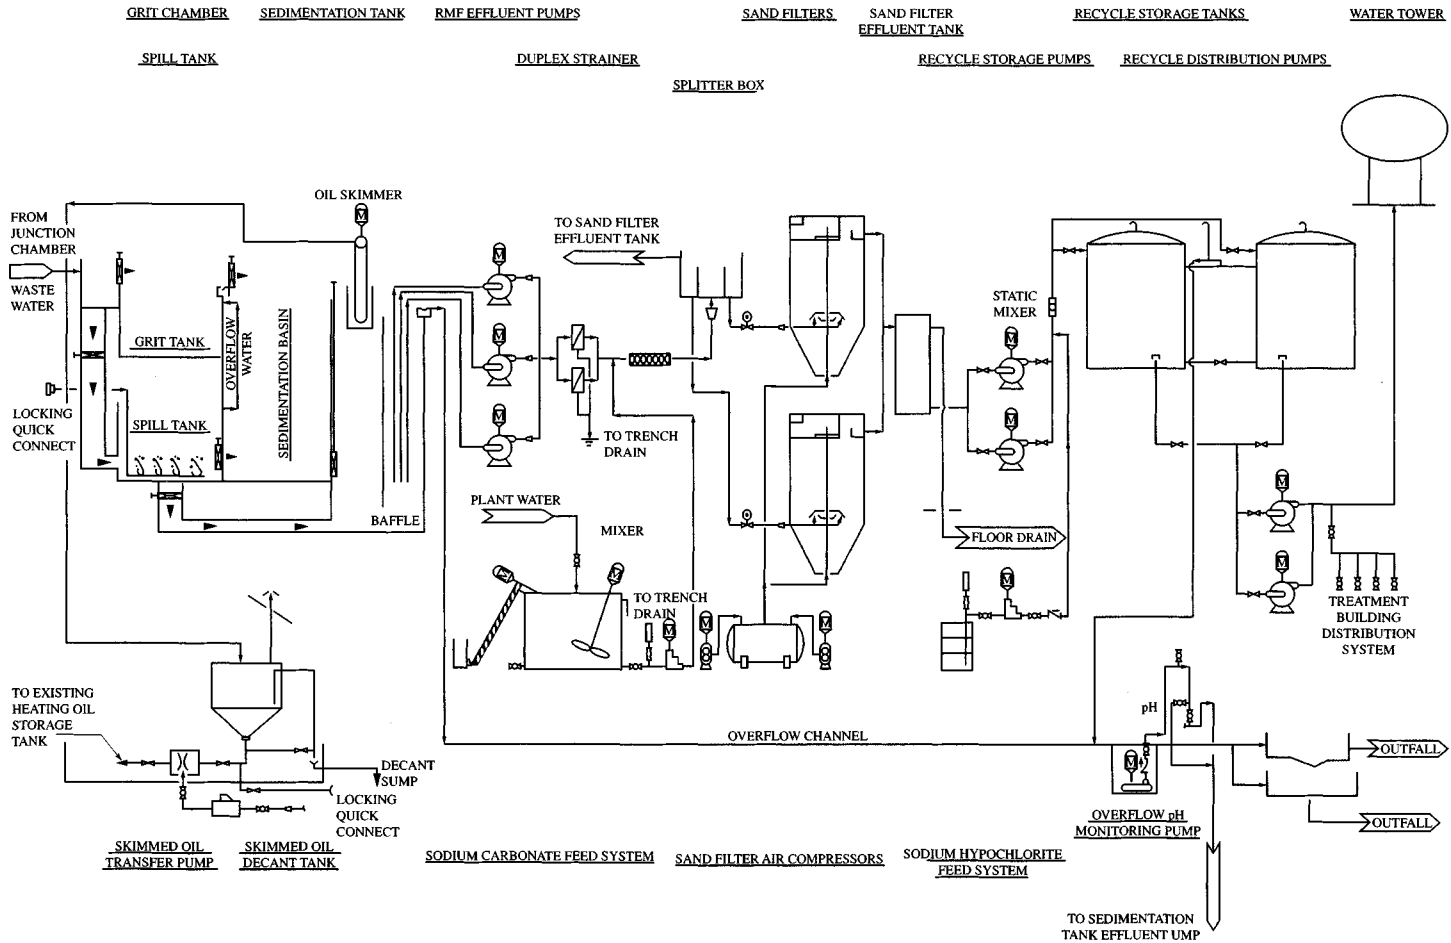 GRIT CHAMBER
SEDIMENTATION TANK
RMF EFFLUENT PUMPS
SAND FILTERS
SAND FILTER
EFFLUENT TANK
RECYCLE STORAGE TANKS
WATER TOWER
SPILL TANK
DUPLEX STRAINER
RECYCLE STORAGE PUMPS
RECYCLE DISTRIBUTION PUMPS
SPLITTER BOX
OIL SKIMMER
M
FROM
JUNCTION
CHAMBER
WASTE
WATER
TO SAND FILTER
EFFLUENT TANK
M
STATIC
MIXER
GRIT TANK
OVERFLOW
WATER
SEDIMENTATION BASIN
M
M
LOCKING
QUICK
CONNECT
SPILL TANK
M
TO TRENCH
DRAIN
M
BAFFLE
PLANT WATER
MIXER
FLOOR DRAIN
M
M
M
M
M
TO TRENCH
DRAIN
M
M
M
M
TREATMENT
BUILDING
DISTRIBUTION
SYSTEM
TO EXISTING
HEATING OIL
STORAGE
TANK
DECANT
SUMP
LOCKING
QUICK
CONNECT
pH
OVERFLOW CHANNEL
M
OUTFALL
OUTFALL
OVERFLOW pH
MONITORING PUMP
SKIMMED OIL
TRANSFER PUMP
SKIMMED OIL
DECANT TANK
SODIUM CARBONATE FEED SYSTEM
SAND FILTER AIR COMPRESSORS
SODIUM HYPOCHLORITE
FEED SYSTEM
TO SEDIMENTATION
TANK EFFLUENT UMP